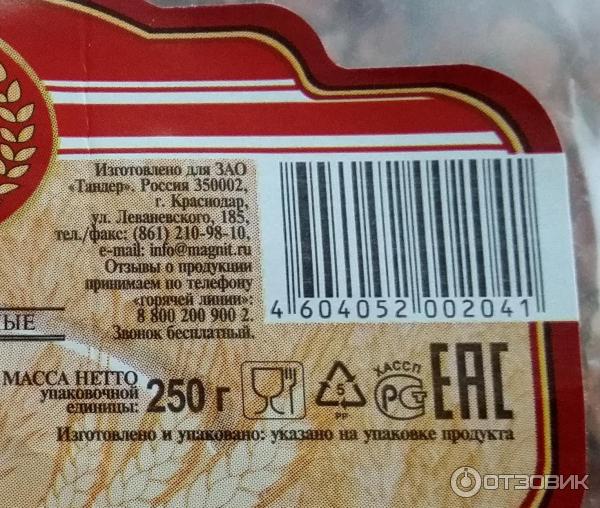 Изготовлено для ЗАО
«Тандер». Россия 350002,
г. Краснодар,
ул. Леваневского, 185,
тел./факс: (861) 210-98-10,
e-mail: info@magnit.ru
Отзывы о продукции
принимаем по телефону
«горячей линии»:
8 800 200 900 2.
Звонок бесплатный.
4 604052 002041
ЫЕ
МАССА НЕТТО
упаковочной
единицы:
250 г
5
PP
ХАССП
РСТ
ЕАС
Изготовлено и упаковано: указано на упаковке продукта
ОТЗОВИК